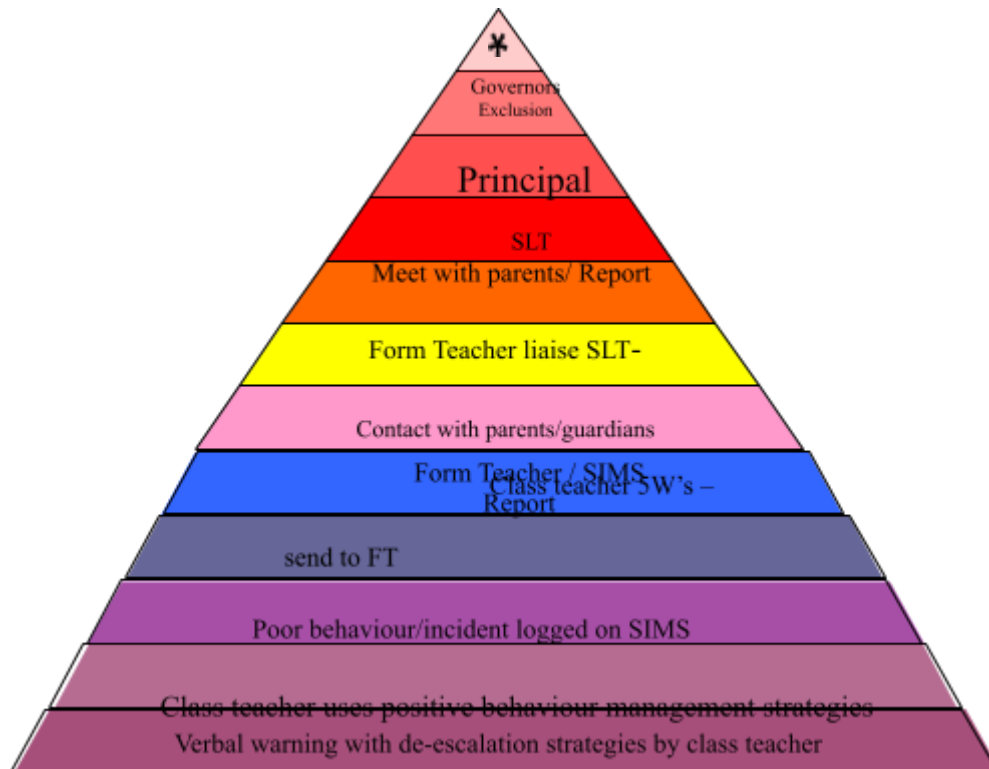 *
Governors
Exclusion
Principal
SLT
Meet with parents/ Report
Form Teacher liaise SLT-
Contact with parents/guardians
Form Teacher / SIMS
Class teacher 5W’s –
Report
send to FT
Poor behaviour/incident logged on SIMS
Class teacher uses positive behaviour management strategies
Verbal warning with de-escalation strategies by class teacher